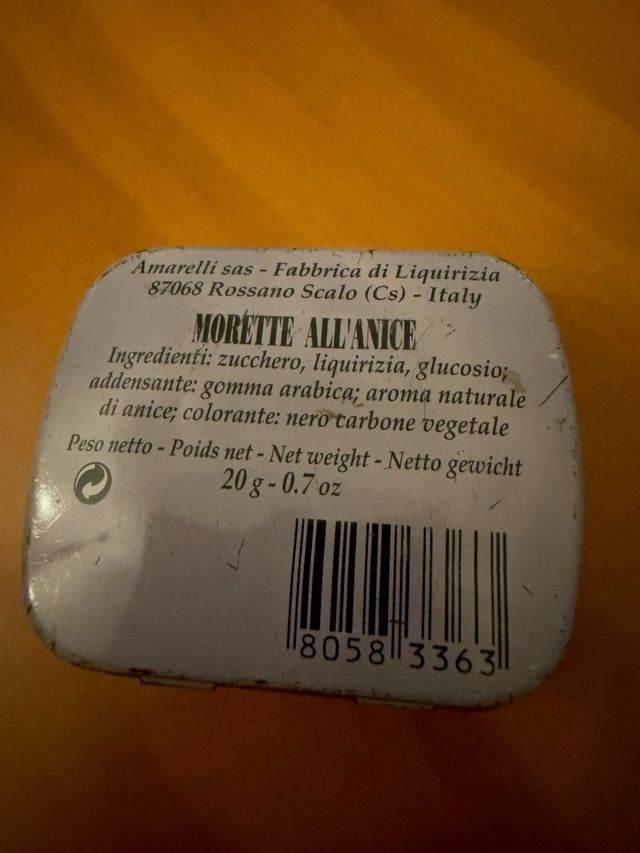 Amarelli sas - Fabbrica di Liquirizia
87068 Rossano Scalo (Cs) - Italy
MORETTE ALL'ANICE
Ingredienti: zucchero, liquirizia, glucosio;
addensante: gomma arabica; aroma naturale
di anice; colorante: nero carbone vegetale
Peso netto - Poids net - Net weight - Netto gewicht
20 g - 0.7 oz
8058 3363